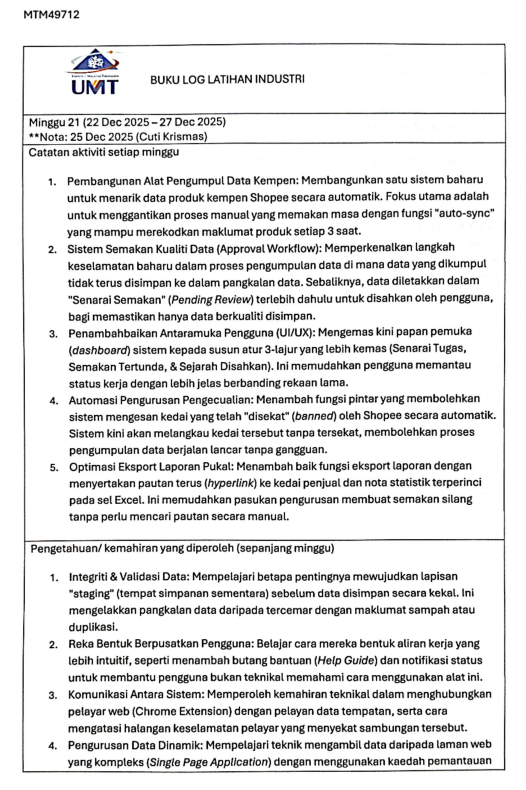 MTM49712
UMT
BUKU LOG LATIHAN INDUSTRI
Minggu 21 (22 Dec 2025 – 27 Dec 2025)
**Nota: 25 Dec 2025 (Cuti Krismas)
Catatan aktiviti setiap minggu
1. Pembangunan Alat Pengumpul Data Kempen: Membangunkan satu sistem baharu
untuk menarik data produk kempen Shopee secara automatik. Fokus utama adalah
untuk menggantikan proses manual yang memakan masa dengan fungsi "auto-sync"
yang mampu merekodkan maklumat produk setiap 3 saat.
2. Sistem Semakan Kualiti Data (Approval Workflow): Memperkenalkan langkah
keselamatan baharu dalam proses pengumpulan data di mana data yang dikumpul
tidak terus disimpan ke dalam pangkalan data. Sebaliknya, data diletakkan dalam
"Senarai Semakan" (Pending Review) terlebih dahulu untuk disahkan oleh pengguna,
bagi memastikan hanya data berkualiti disimpan.
3. Penambahbaikan Antaramuka Pengguna (UI/UX): Mengemas kini papan pemuka
(dashboard) sistem kepada susun atur 3-lajur yang lebih kemas (Senarai Tugas,
Semakan Tertunda, & Sejarah Disahkan). Ini memudahkan pengguna memantau
status kerja dengan lebih jelas berbanding rekaan lama.
4. Automasi Pengurusan Pengecualian: Menambah fungsi pintar yang membolehkan
sistem mengesan kedai yang telah "disekat" (banned) oleh Shopee secara automatik.
Sistem kini akan melangkau kedai tersebut tanpa tersekat, membolehkan proses
pengumpulan data berjalan lancar tanpa gangguan.
5. Optimasi Eksport Laporan Pukal: Menambah baik fungsi eksport laporan dengan
menyertakan pautan terus (hyperlink) ke kedai penjual dan nota statistik terperinci
pada sel Excel. Ini memudahkan pasukan pengurusan membuat semakan silang
tanpa perlu mencari pautan secara manual.
Pengetahuan/ kemahiran yang diperoleh (sepanjang minggu)
1. Integriti & Validasi Data: Mempelajari betapa pentingnya mewujudkan lapisan
"staging" (tempat simpanan sementara) sebelum data disimpan secara kekal. Ini
mengelakkan pangkalan data daripada tercemar dengan maklumat sampah atau
duplikasi.
2. Reka Bentuk Berpusatkan Pengguna: Belajar cara mereka bentuk aliran kerja yang
lebih intuitif, seperti menambah butang bantuan (Help Guide) dan notifikasi status
untuk membantu pengguna bukan teknikal memahami cara menggunakan alat ini.
3. Komunikasi Antara Sistem: Memperoleh kemahiran teknikal dalam menghubungkan
pelayar web (Chrome Extension) dengan pelayan data tempatan, serta cara
mengatasi halangan keselamatan pelayar yang menyekat sambungan tersebut.
4. Pengurusan Data Dinamik: Mempelajari teknik mengambil data daripada laman web
yang kompleks (Single Page Application) dengan menggunakan kaedah pemantauan